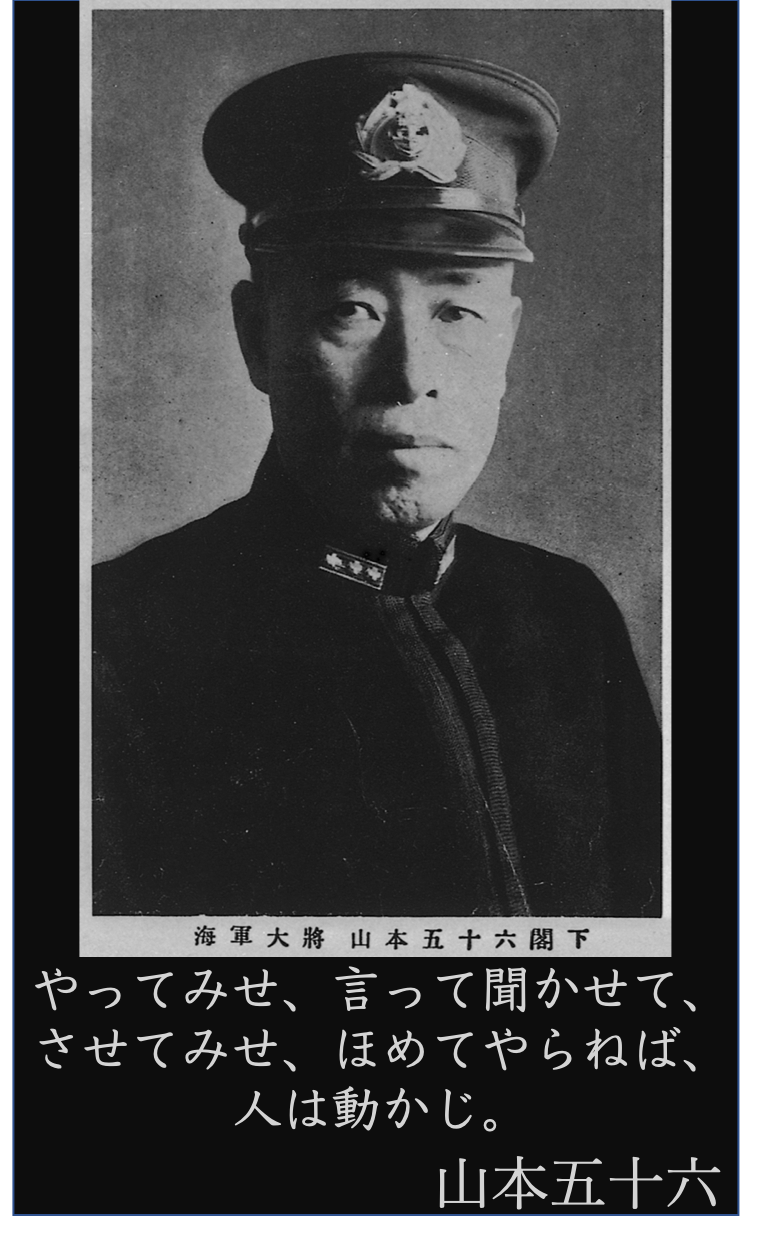 海軍大將 山本五十六閣下
やってみせ、言って聞かせて、
させてみせ、ほめてやらねば、
人は動かじ。
山本五十六